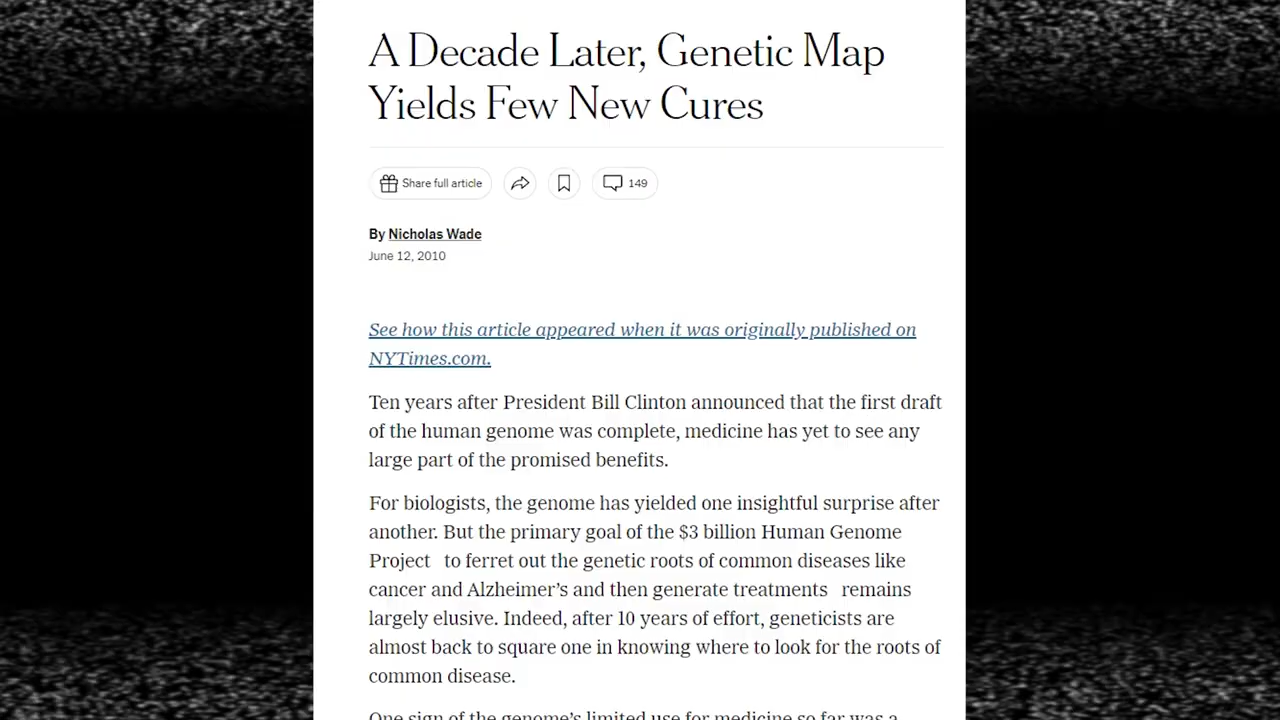 A Decade Later, Genetic Map
Yields Few New Cures
Share full article
149
By Nicholas Wade
June 12, 2010
See how this article appeared when it was originally published on
NYTimes.com.
Ten years after President Bill Clinton announced that the first draft
of the human genome was complete, medicine has yet to see any
large part of the promised benefits.
For biologists, the genome has yielded one insightful surprise after
another. But the primary goal of the $3 billion Human Genome
Project to ferret out the genetic roots of common diseases like
cancer and Alzheimer’s and then generate treatments remains
largely elusive. Indeed, after 10 years of effort, geneticists are
almost back to square one in knowing where to look for the roots of
common disease.
One sign of the genome’s limited use for medicine so far was a